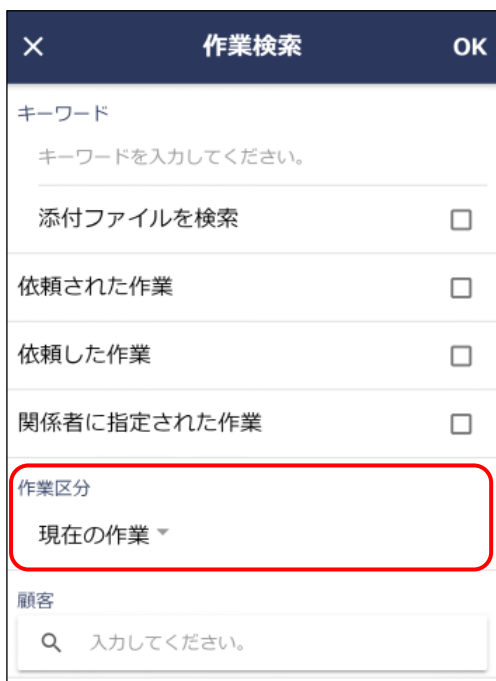 × 作業検索 OK
キーワード
キーワードを入力してください。
添付ファイルを検索
依頼された作業
依頼した作業
関係者に指定された作業
作業区分
現在の作業
顧客
入力してください。